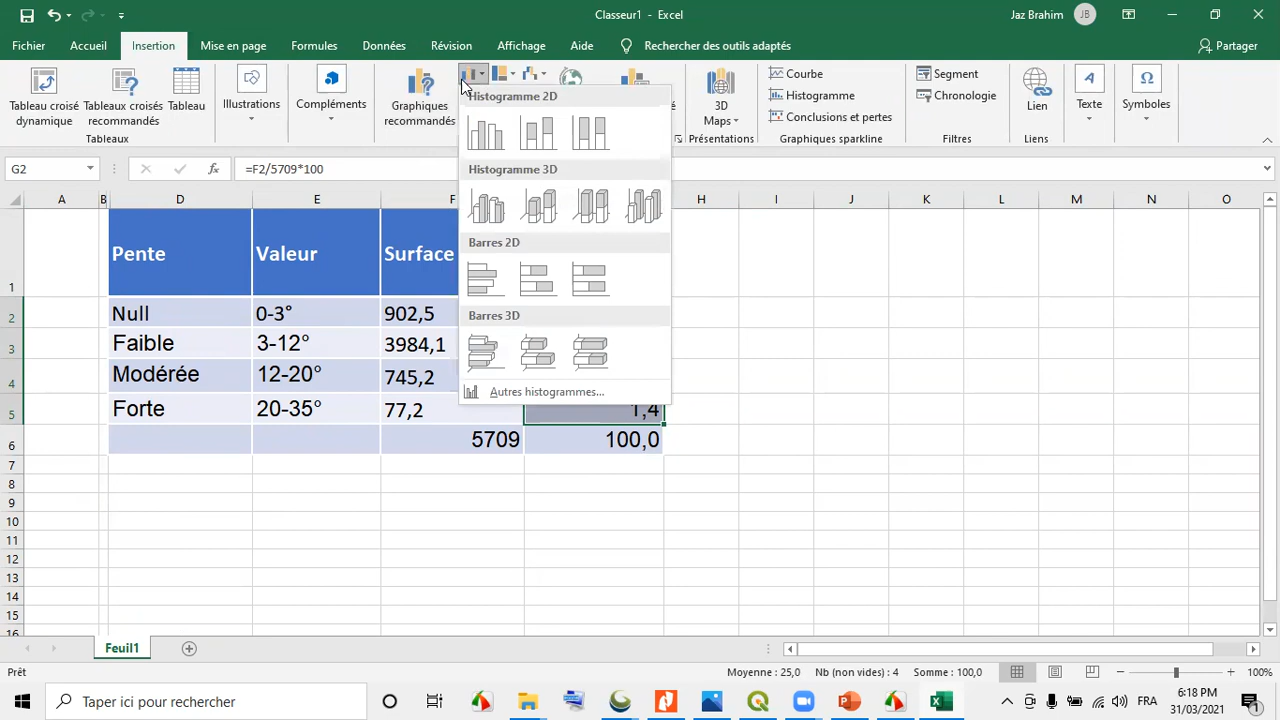 Classeur1 - Excel
Jaz Brahim
JB
Fichier
Accueil
Insertion
Mise en page
Formules
Données
Révision
Affichage
Aide
Rechercher des outils adaptés
Partager
Tableau croisé dynamique
Tableaux croisés recommandés
Tableau
Tableaux
Illustrations
Compléments
Graphiques recommandés
3D Maps
Présentations
Courbe
Histogramme
Conclusions et pertes
Graphiques sparkline
Segment
Chronologie
Filtres
Lien
Liens
Texte
Symboles
G2
=F2/5709*100
Histogramme 2D
Histogramme 3D
Barres 2D
Barres 3D
Autres histogrammes...
A B D E F H I J K L M N O
1 Pente Valeur Surface
2 Null 0-3° 902,5
3 Faible 3-12° 3984,1
4 Modérée 12-20° 745,2
5 Forte 20-35° 77,2 1,4
6 5709 100,0
7
8
9
10
11
12
13
14
15
16
Feuil1
Prêt
Moyenne : 25,0 Nb (non vides) : 4 Somme : 100,0
100%
Taper ici pour rechercher
FRA
6:18 PM
31/03/2021
1